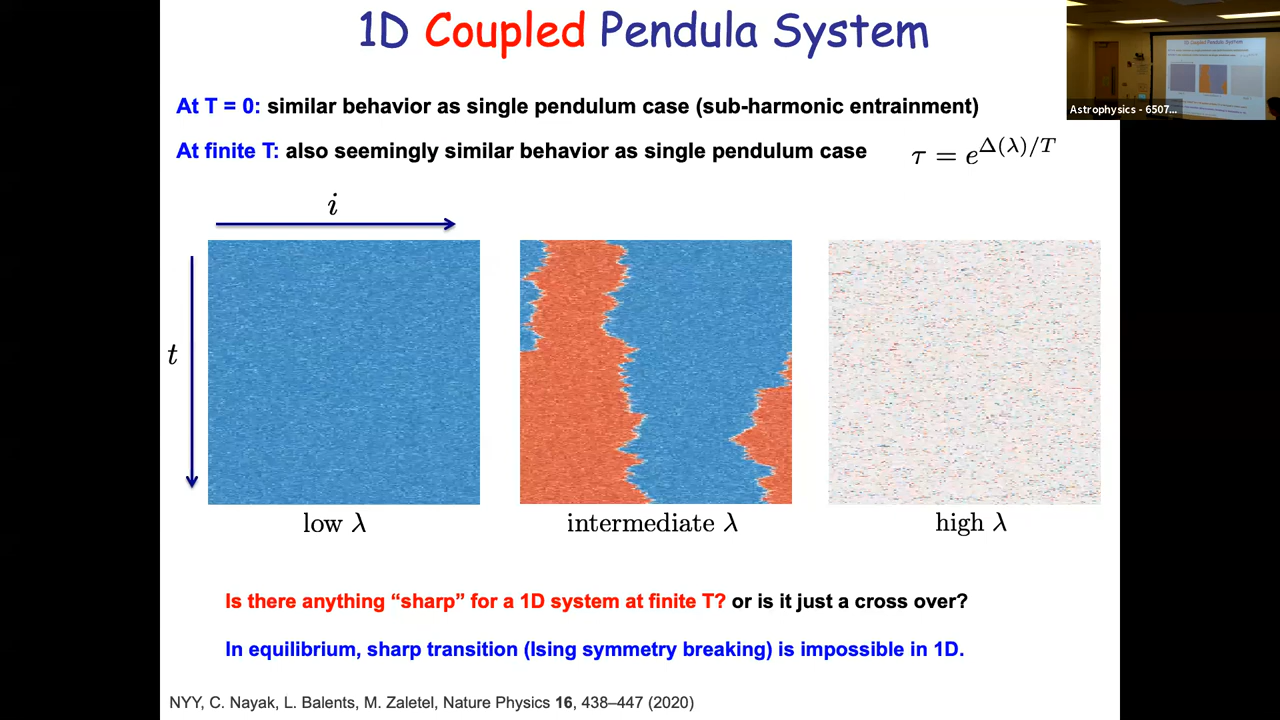 1D Coupled Pendula System
At T = 0: similar behavior as single pendulum case (sub-harmonic entrainment)
At finite T: also seemingly similar behavior as single pendulum case
τ = e^{Δ(λ)/T}
Astrophysics - 6507...
i
t
low λ
intermediate λ
high λ
Is there anything “sharp” for a 1D system at finite T? or is it just a cross over?
In equilibrium, sharp transition (Ising symmetry breaking) is impossible in 1D.
NYY, C. Nayak, L. Balents, M. Zaletel, Nature Physics 16, 438–447 (2020)